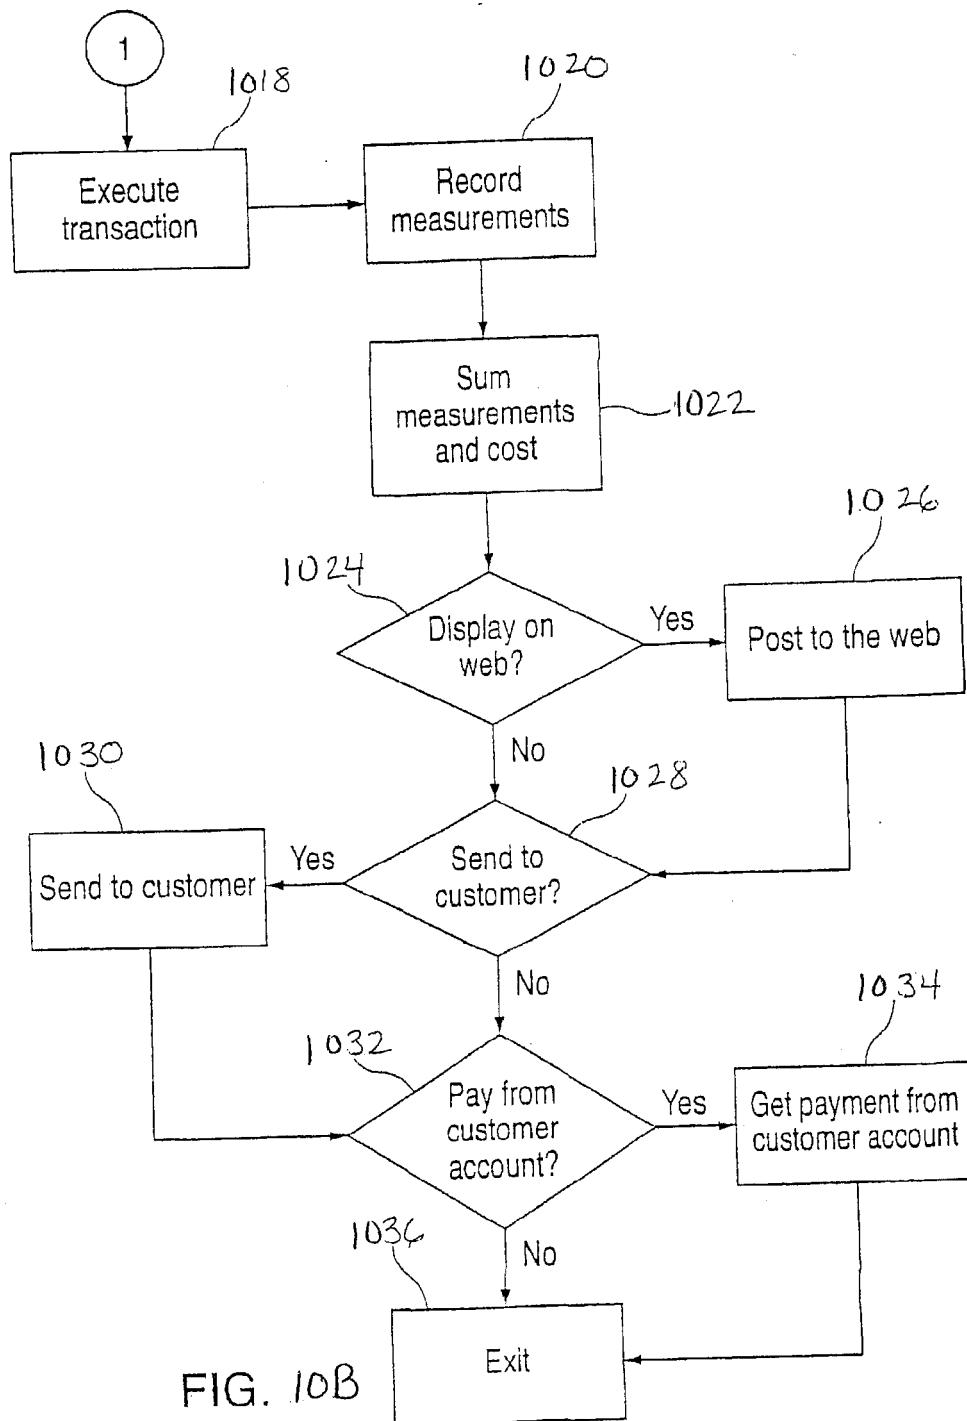 1
1018
1020
Execute
transaction
Record
measurements
Sum
measurements
and cost
1022
1026
1024
Display on
web?
Yes
Post to the web
No
1030
1028
Send to customer
Yes
Send to
customer?
No
1034
1032
Pay from
customer
account?
Yes
Get payment from
customer account
1036
No
Exit
FIG. 10B